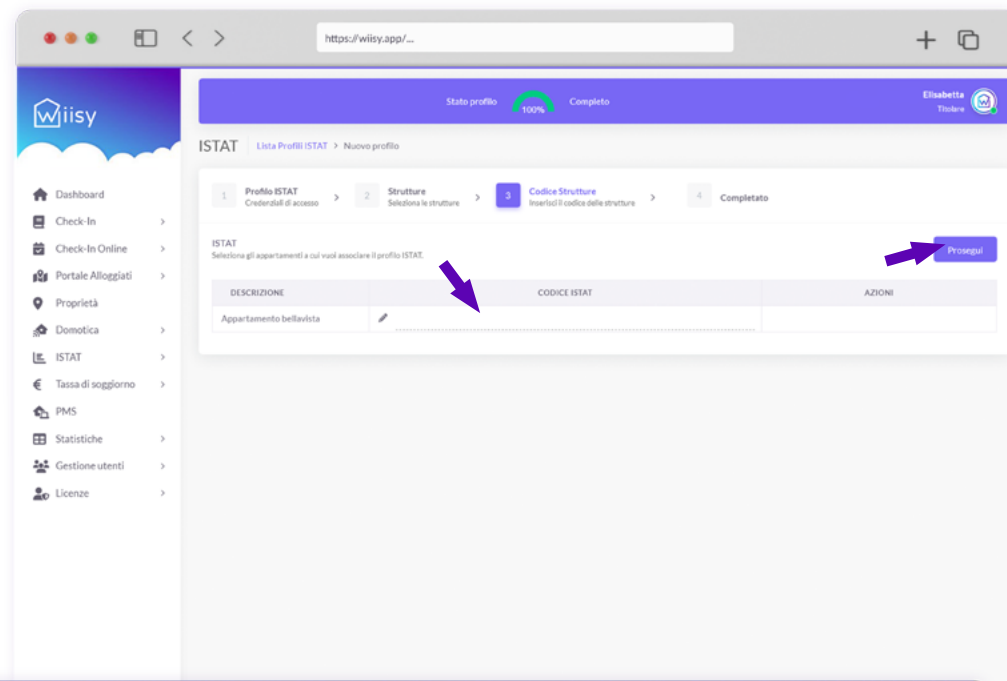 https://wiisy.app/...
wiisy
Stato profilo 100% Completo
Elisabetta
Titolare
ISTAT Lista Profili ISTAT > Nuovo profilo
1 Profilo ISTAT
Credenziali di accesso
2 Strutture
Seleziona le strutture
3 Codice Strutture
Inserisci il codice delle strutture
4 Completato
ISTAT
Seleziona gli appartamenti a cui vuoi associare il profilo ISTAT.
Prosegui
DESCRIZIONE CODICE ISTAT AZIONI
Appartamento bellavista
Dashboard
Check-In
Check-In Online
Portale Alloggiati
Proprietà
Domotica
ISTAT
Tassa di soggiorno
PMS
Statistiche
Gestione utenti
Licenze